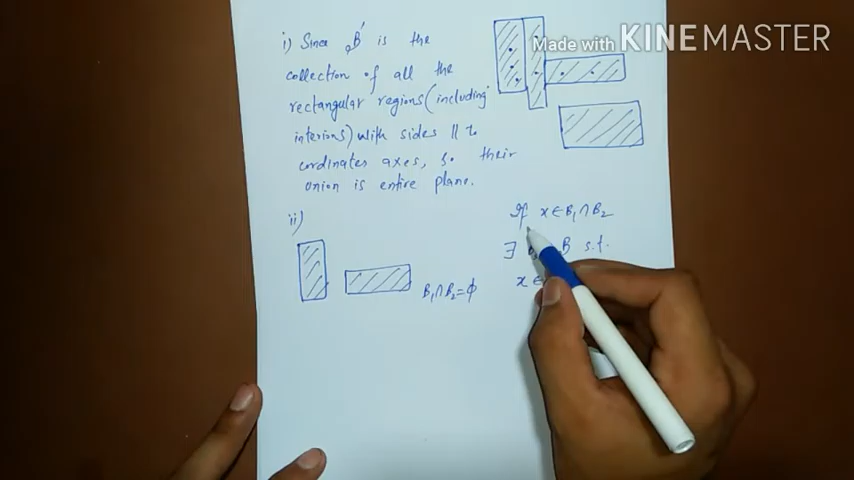 Made with KINEMASTER
i) Since B' is the
collection of all the
rectangular regions (including
interiors) with sides || to
cordinates axes, so their
union is entire plane.
ii)
If x ∈ B₁ ∩ B₂
∃ B s.t.
x ∈
B₁ ∩ B₂ = ϕ